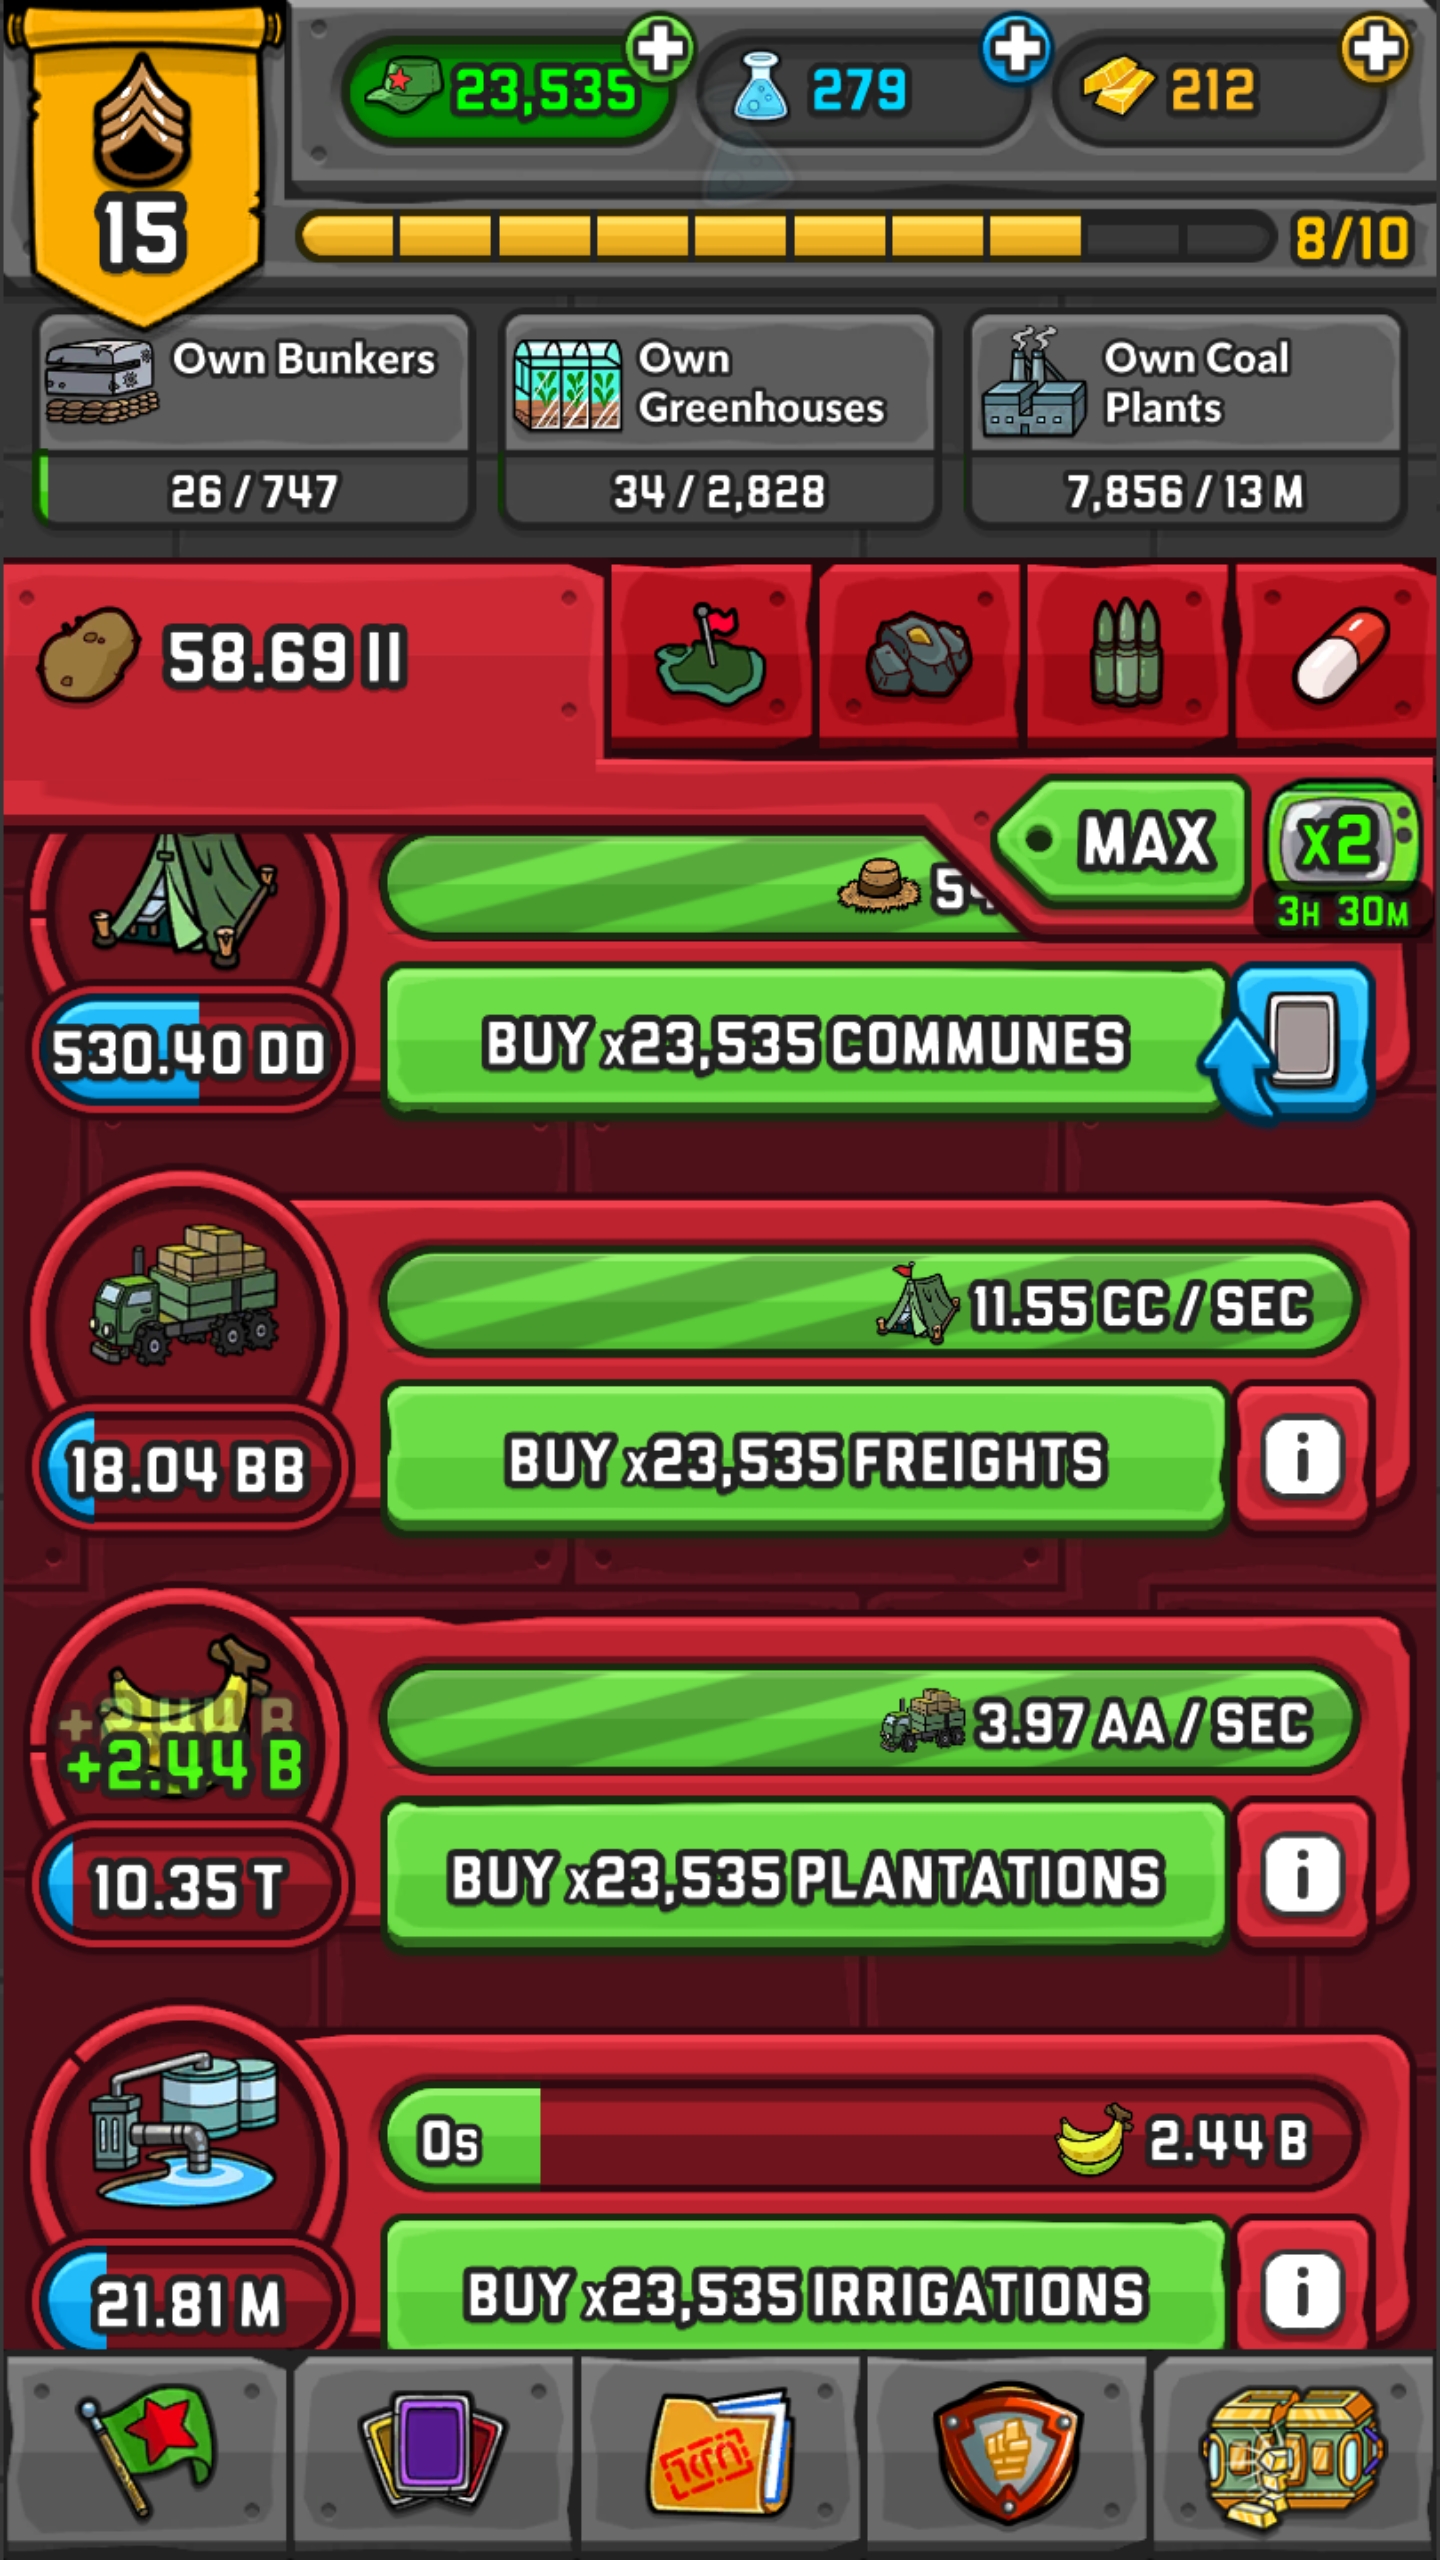 23,535
279
212
15
8/10
Own Bunkers
26 / 747
Own
Greenhouses
34 / 2,828
Own Coal
Plants
7,856 / 13 M
58.69 II
MAX
x2
3H 30M
530.40 DD
BUY x23,535 COMMUNES
11.55 CC / SEC
18.04 BB
BUY x23,535 FREIGHTS
i
+2.44 B
+2.44 B
3.97 AA / SEC
10.35 T
BUY x23,535 PLANTATIONS
i
0s
2.44 B
21.81 M
BUY x23,535 IRRIGATIONS
i